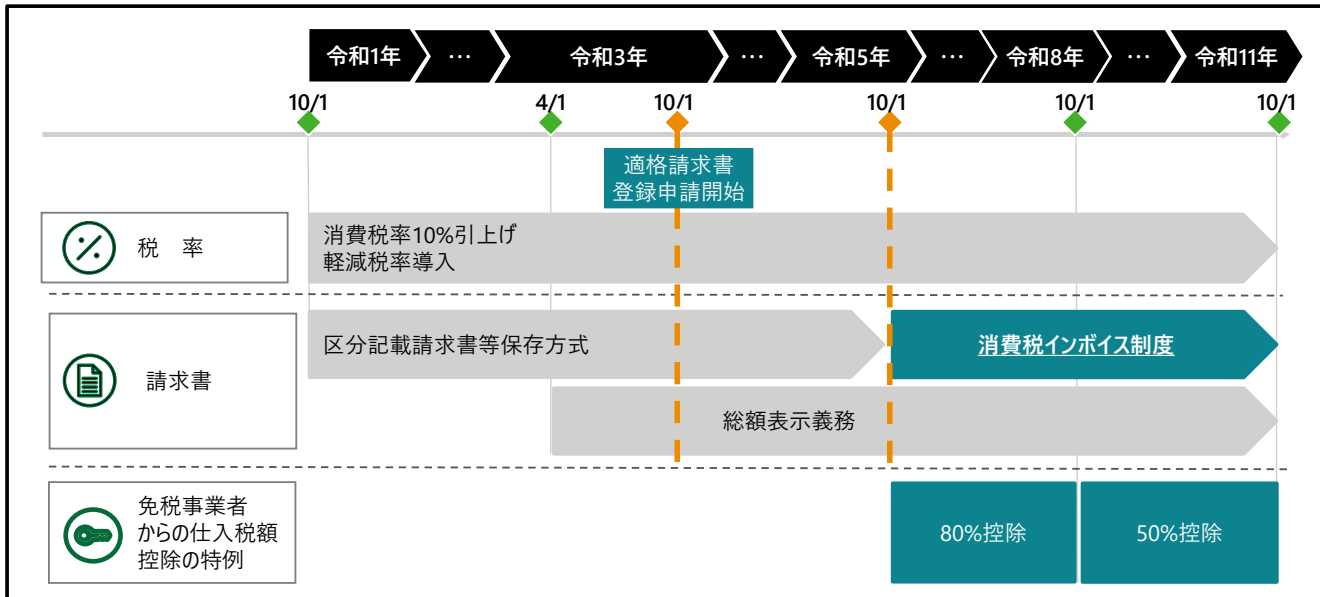 令和1年 … 令和3年 … 令和5年 … 令和8年 … 令和11年
10/1 4/1 10/1 10/1 10/1 10/1
適格請求書
登録申請開始
税 率
消費税率10%引上げ
軽減税率導入
請求書
区分記載請求書等保存方式
消費税インボイス制度
総額表示義務
免税事業者
からの仕入税額
控除の特例
80%控除
50%控除